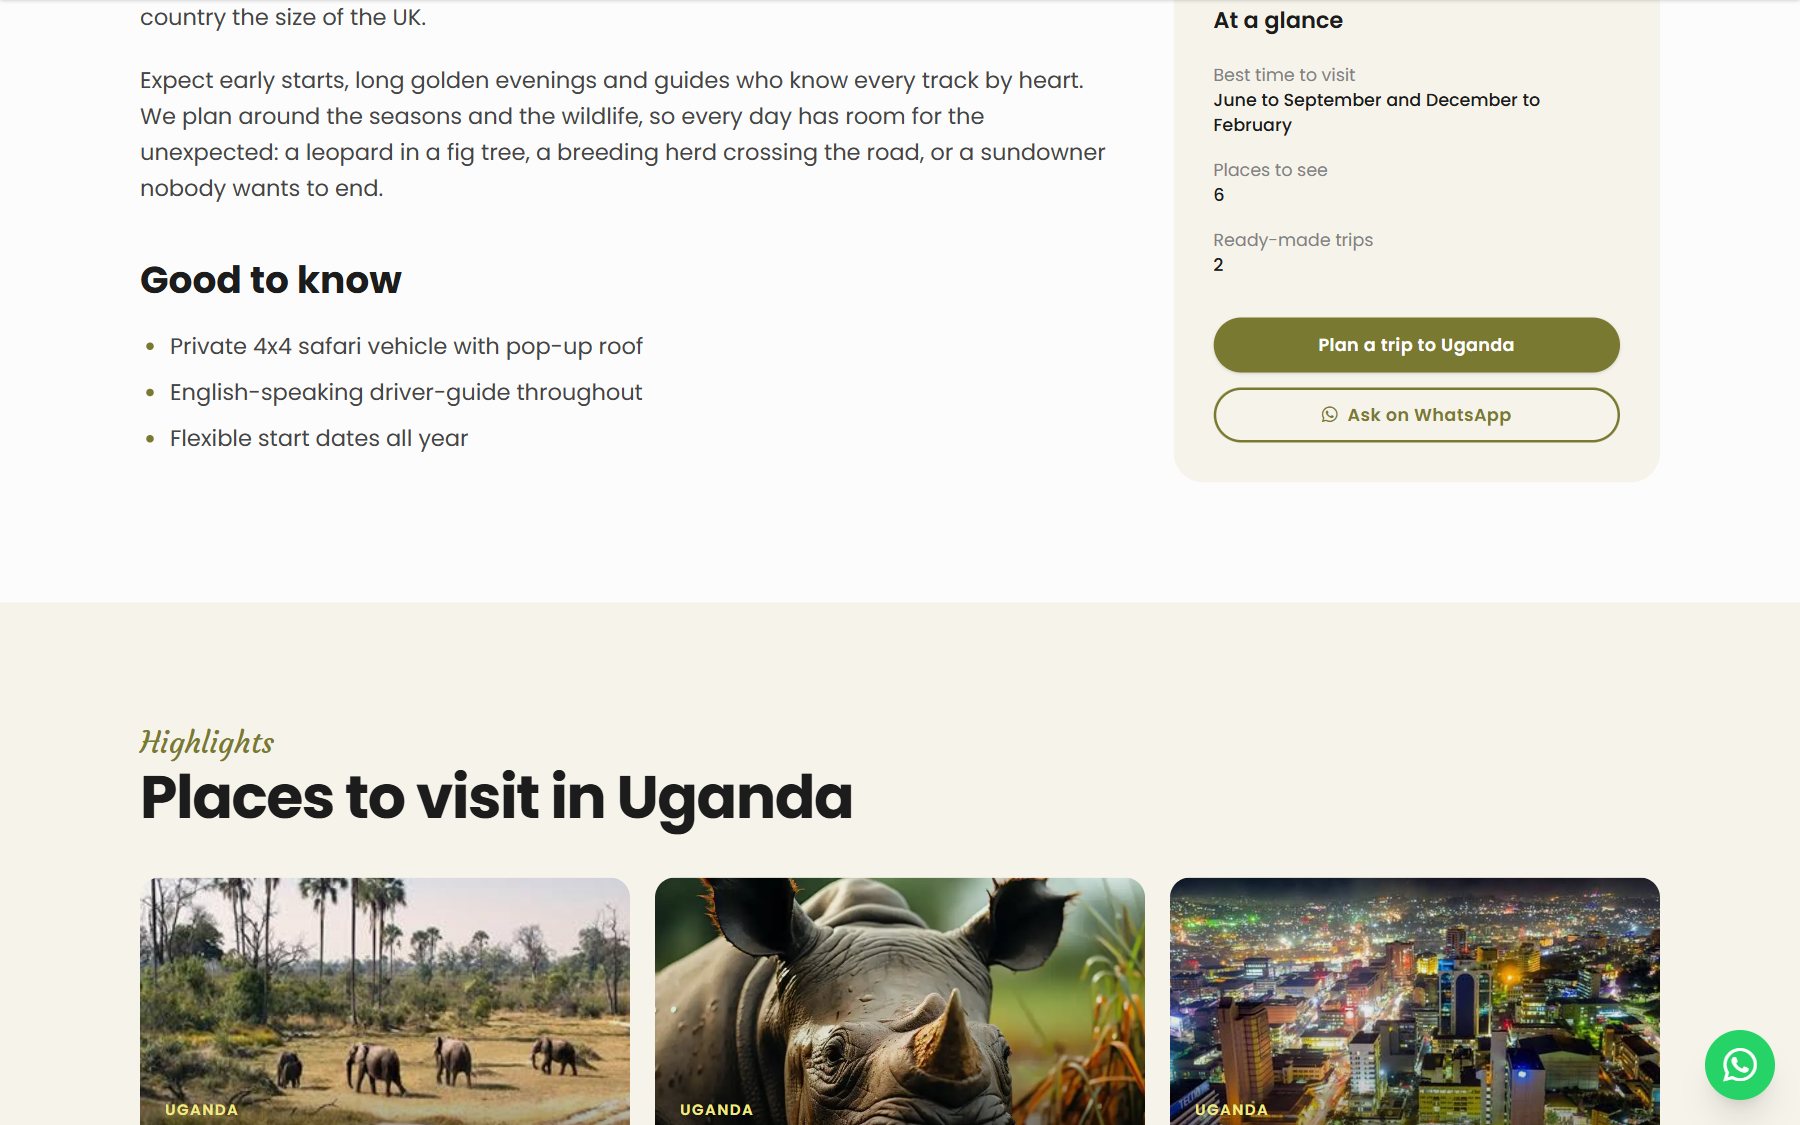 country the size of the UK.
Expect early starts, long golden evenings and guides who know every track by heart.
We plan around the seasons and the wildlife, so every day has room for the
unexpected: a leopard in a fig tree, a breeding herd crossing the road, or a sundowner
nobody wants to end.
Good to know
Private 4x4 safari vehicle with pop-up roof
English-speaking driver-guide throughout
Flexible start dates all year
At a glance
Best time to visit
June to September and December to
February
Places to see
6
Ready-made trips
2
Plan a trip to Uganda
Ask on WhatsApp
Highlights
Places to visit in Uganda
UGANDA
UGANDA
UGANDA